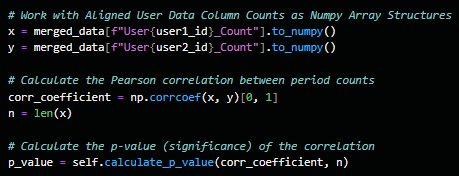 # Work with Aligned User Data Column Counts as Numpy Array Structures
x = merged_data[f"User{user1_id}_Count"].to_numpy()
y = merged_data[f"User{user2_id}_Count"].to_numpy()
# Calculate the Pearson correlation between period counts
corr_coefficient = np.corrcoef(x, y)[0, 1]
n = len(x)
# Calculate the p-value (significance) of the correlation
p_value = self.calculate_p_value(corr_coefficient, n)